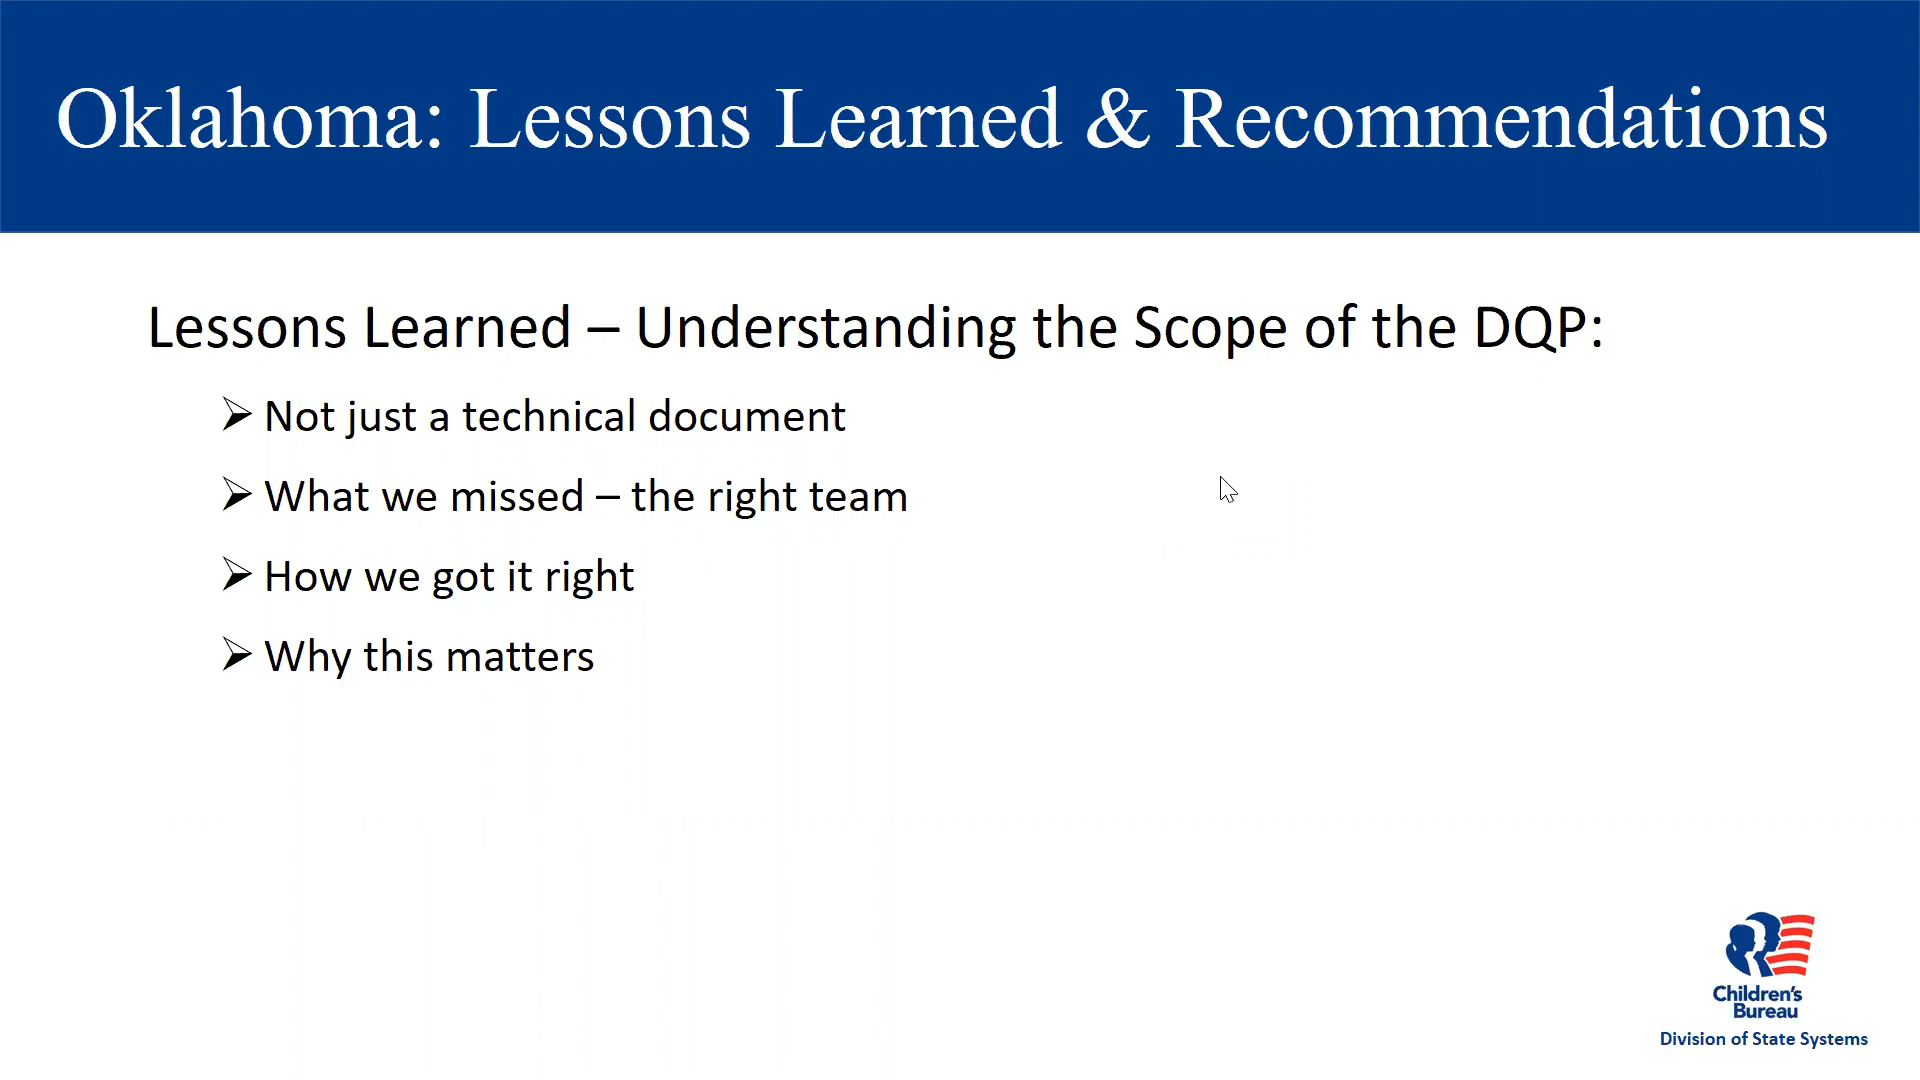 Oklahoma: Lessons Learned & Recommendations
Lessons Learned – Understanding the Scope of the DQP:
Not just a technical document
What we missed – the right team
How we got it right
Why this matters
Children's
Bureau
Division of State Systems